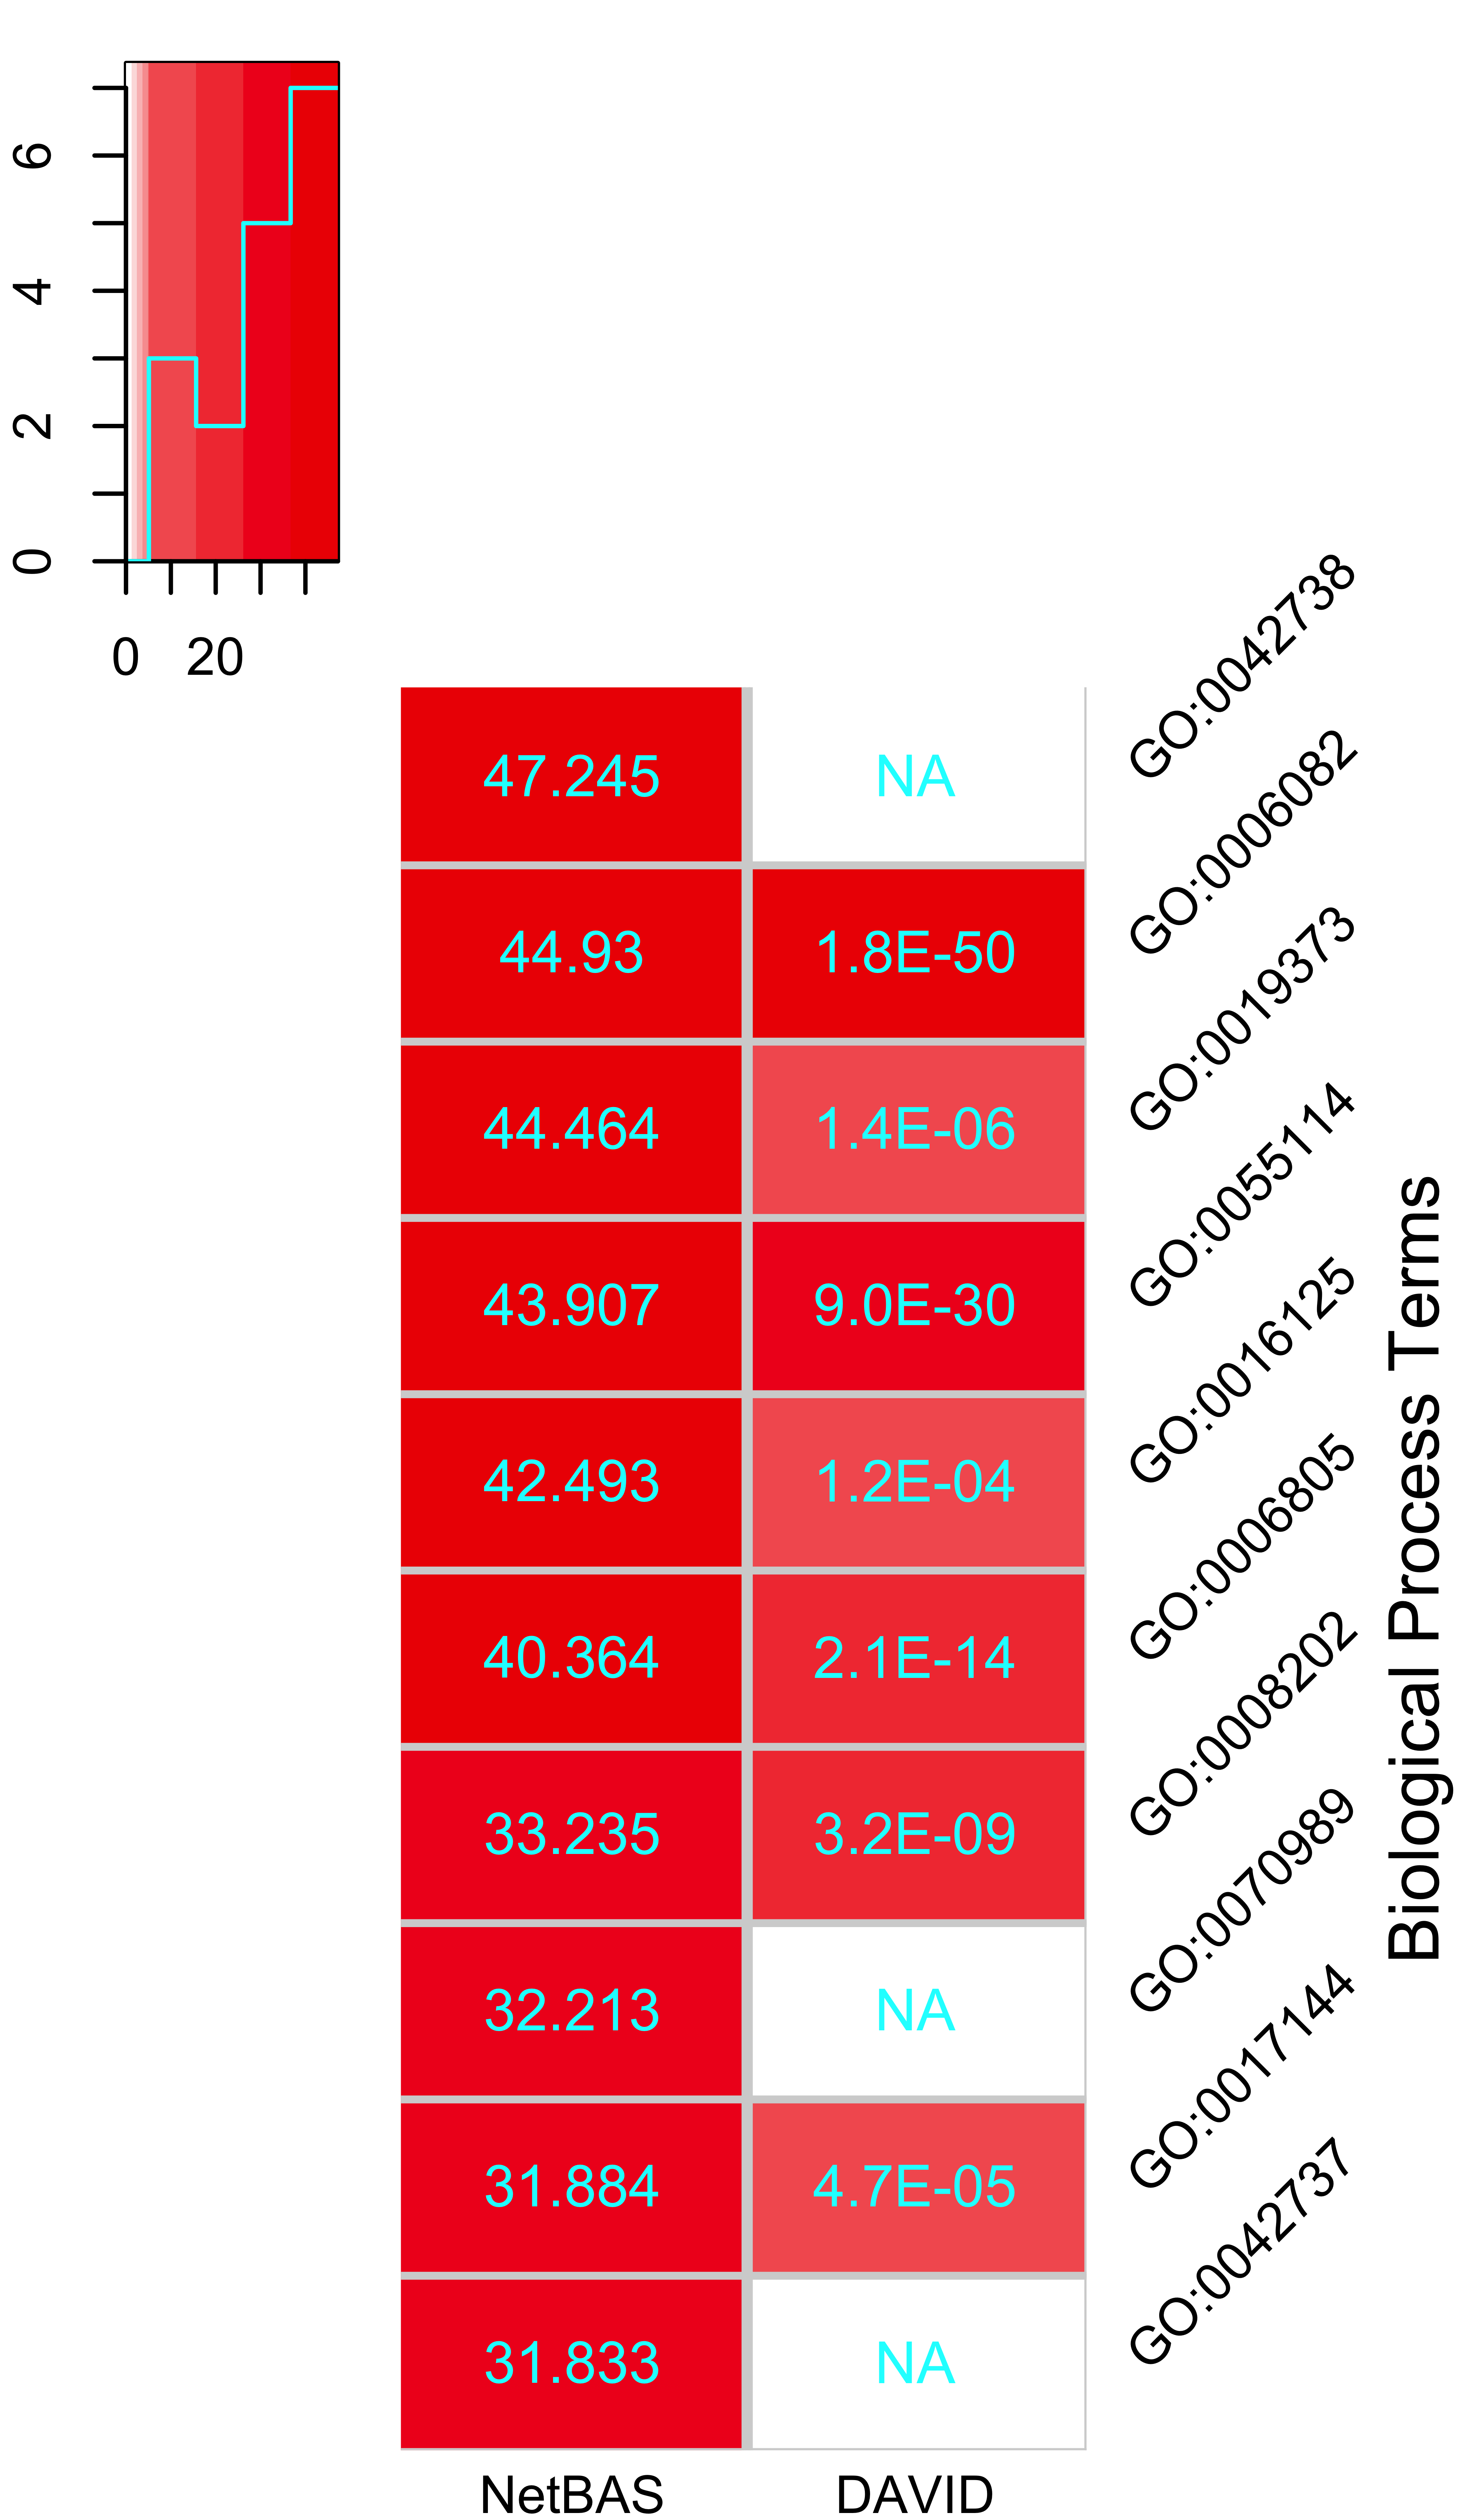 6
4
2
0
0 20
47.245 NA GO:0042738
44.93 1.8E-50 GO:0006082
44.464 1.4E-06 GO:0019373
43.907 9.0E-30 GO:0055114
42.493 1.2E-04 GO:0016125
40.364 2.1E-14 GO:0006805
33.235 3.2E-09 GO:0008202
32.213 NA GO:0070989
31.884 4.7E-05 GO:0017144
31.833 NA GO:0042737
NetBAS DAVID
Biological Process Terms